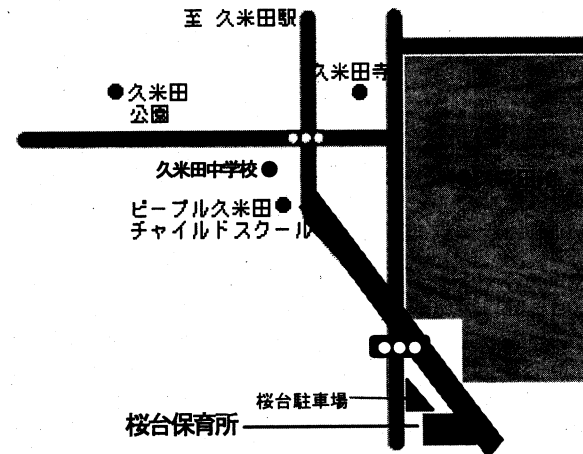 至 久米田駅
久米田寺
久米田
公園
久米田中学校
ピープル久米田
チャイルドスクール
桜台駐車場
桜台保育所